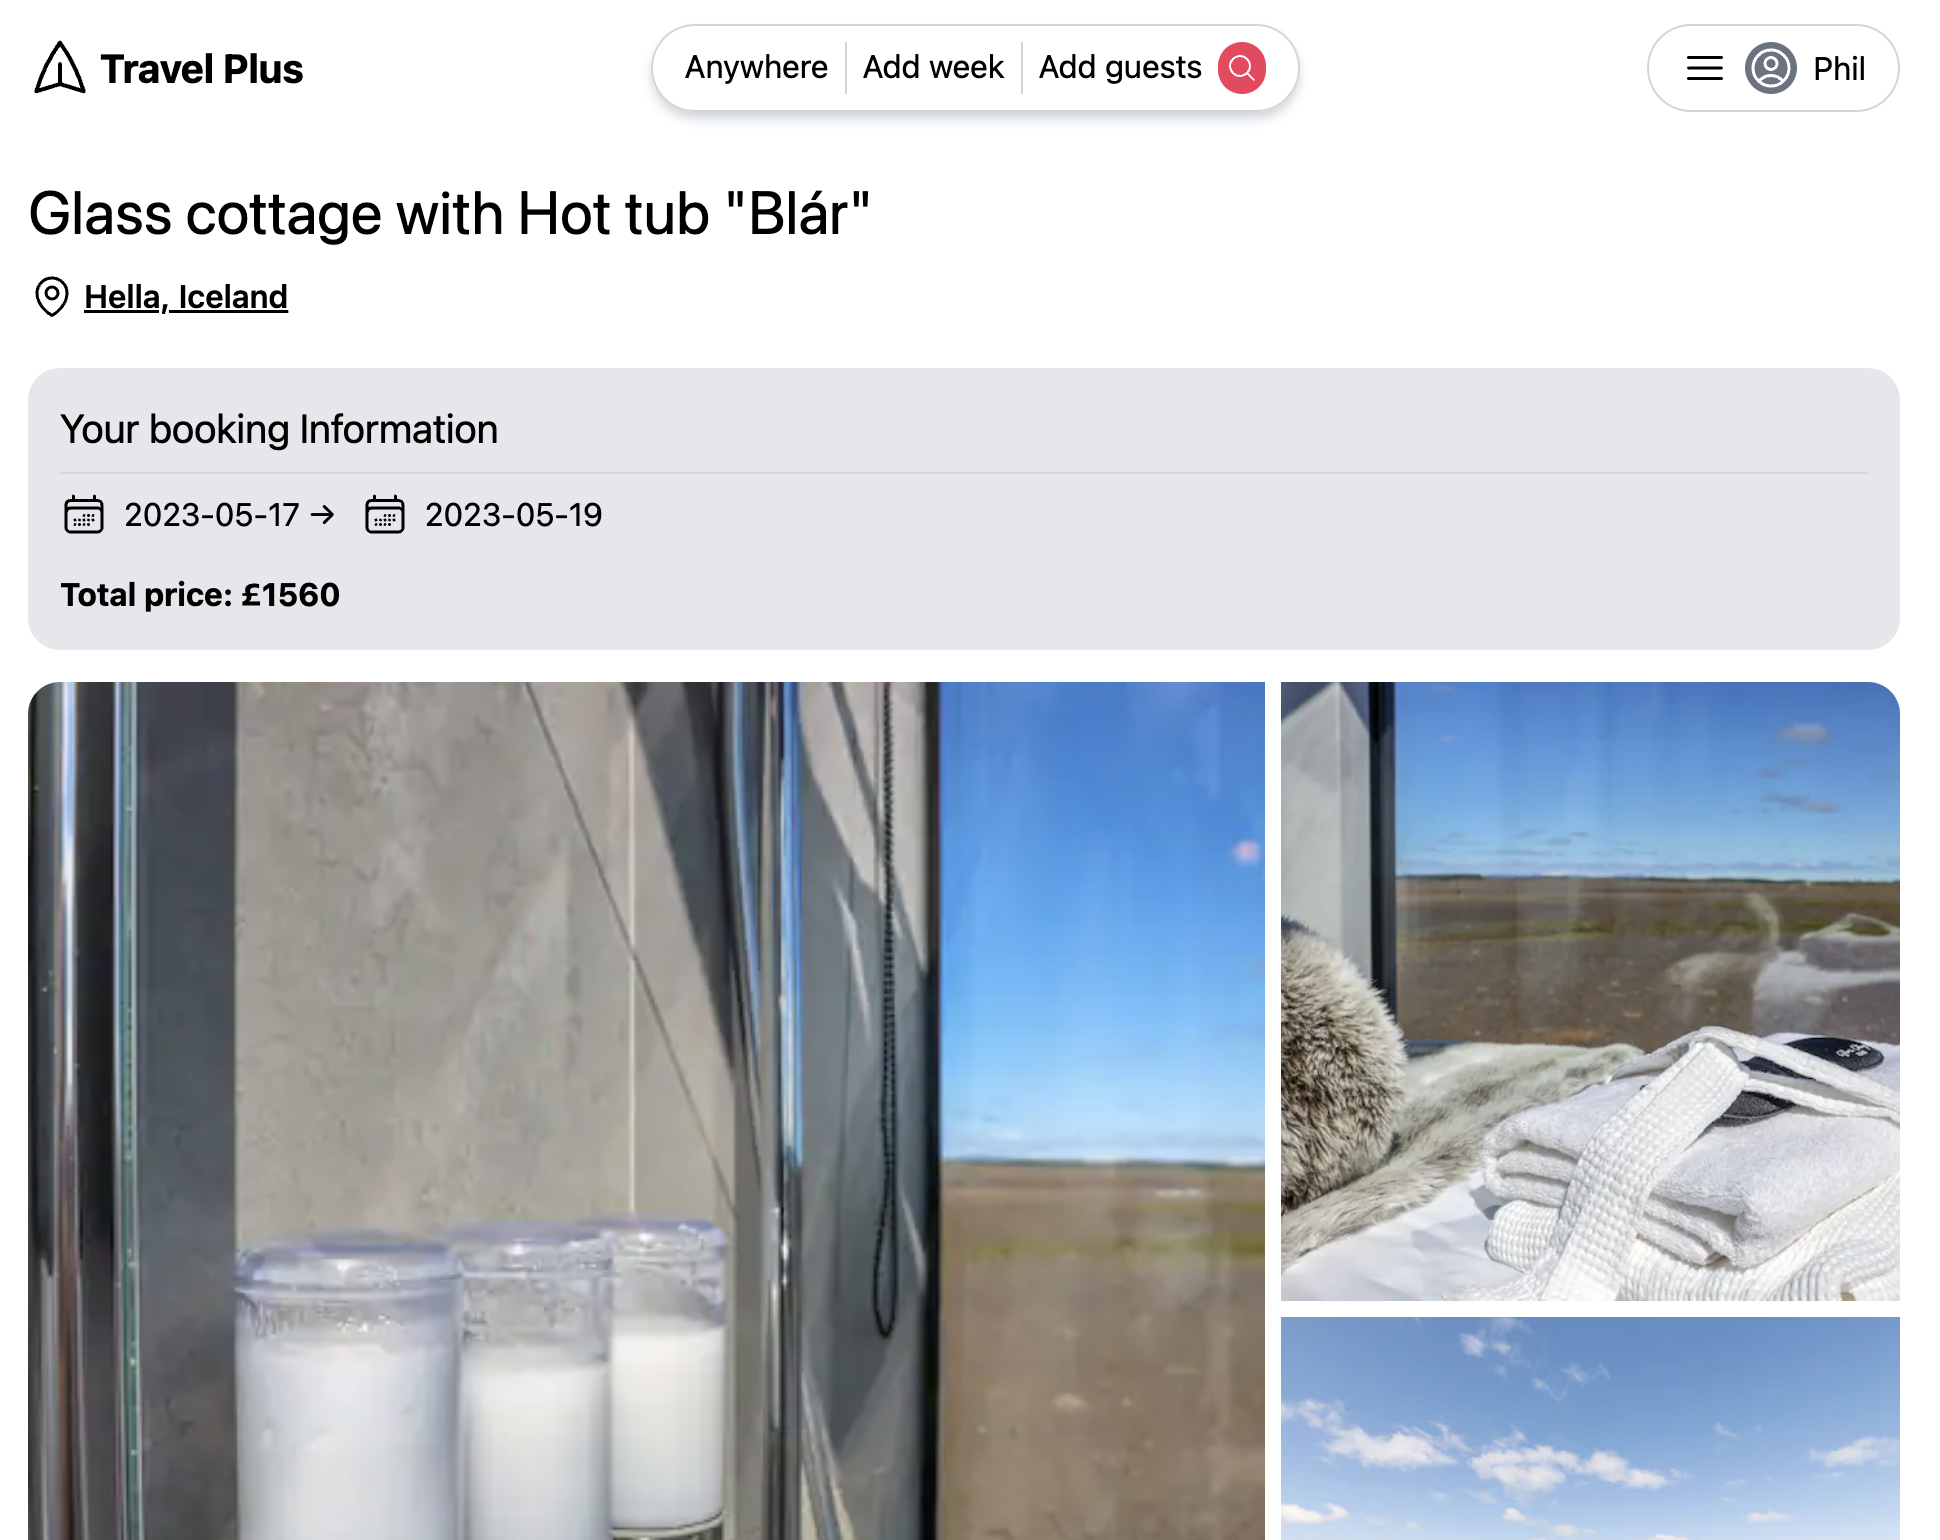 Travel Plus
Anywhere
Add week
Add guests
Phil
Glass cottage with Hot tub "Blár"
Hella, Iceland
Your booking Information
2023-05-17 → 2023-05-19
Total price: £1560